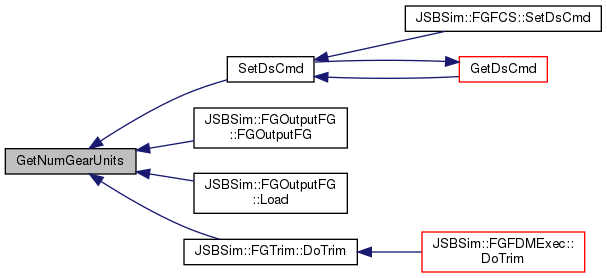 JSBSim::FGFCS::SetDsCmd
SetDsCmd
GetDsCmd
JSBSim::FGOutputFG
::FGOutputFG
GetNumGearUnits
JSBSim::FGOutputFG
::Load
JSBSim::FGTrim::DoTrim
JSBSim::FGFDMExec::
DoTrim